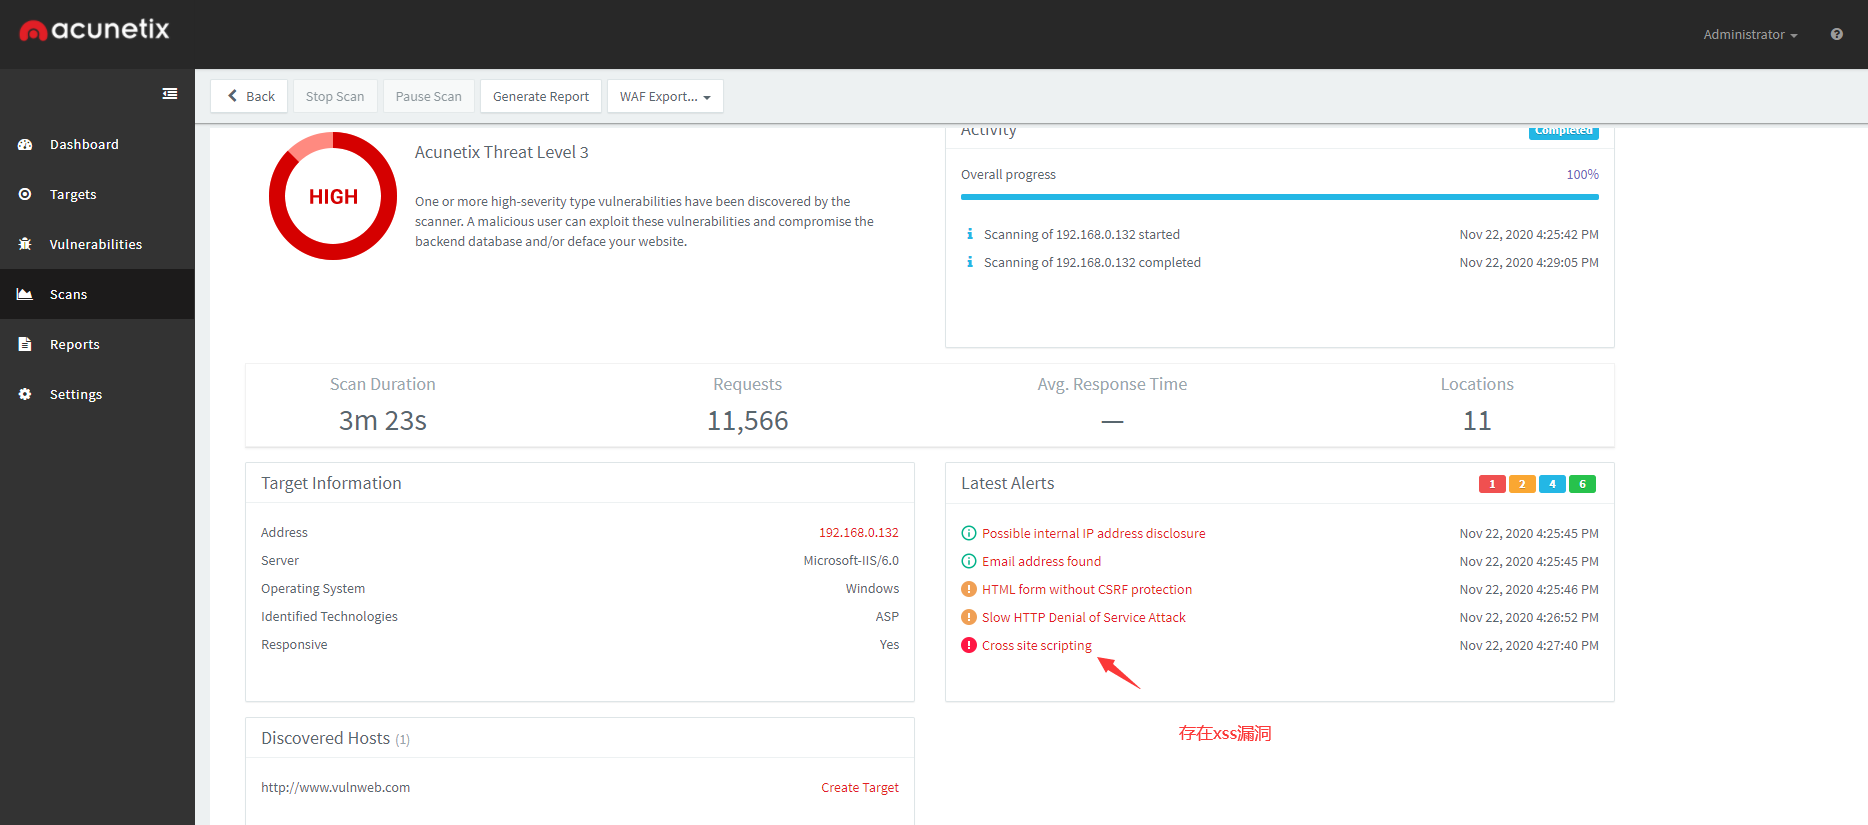 acunetix
Administrator
Back
Stop Scan
Pause Scan
Generate Report
WAF Export...
Dashboard
Targets
Vulnerabilities
Scans
Reports
Settings
HIGH
Acunetix Threat Level 3
One or more high-severity type vulnerabilities have been discovered by the
scanner. A malicious user can exploit these vulnerabilities and compromise the
backend database and/or deface your website.
Activity Completed
Overall progress 100%
Scanning of 192.168.0.132 started Nov 22, 2020 4:25:42 PM
Scanning of 192.168.0.132 completed Nov 22, 2020 4:29:05 PM
Scan Duration Requests Avg. Response Time Locations
3m 23s 11,566 — 11
Target Information
Address 192.168.0.132
Server Microsoft-IIS/6.0
Operating System Windows
Identified Technologies ASP
Responsive Yes
Latest Alerts 1 2 4 6
Possible internal IP address disclosure Nov 22, 2020 4:25:45 PM
Email address found Nov 22, 2020 4:25:45 PM
HTML form without CSRF protection Nov 22, 2020 4:25:46 PM
Slow HTTP Denial of Service Attack Nov 22, 2020 4:26:52 PM
Cross site scripting Nov 22, 2020 4:27:40 PM
存在xss漏洞
Discovered Hosts (1)
http://www.vulnweb.com Create Target